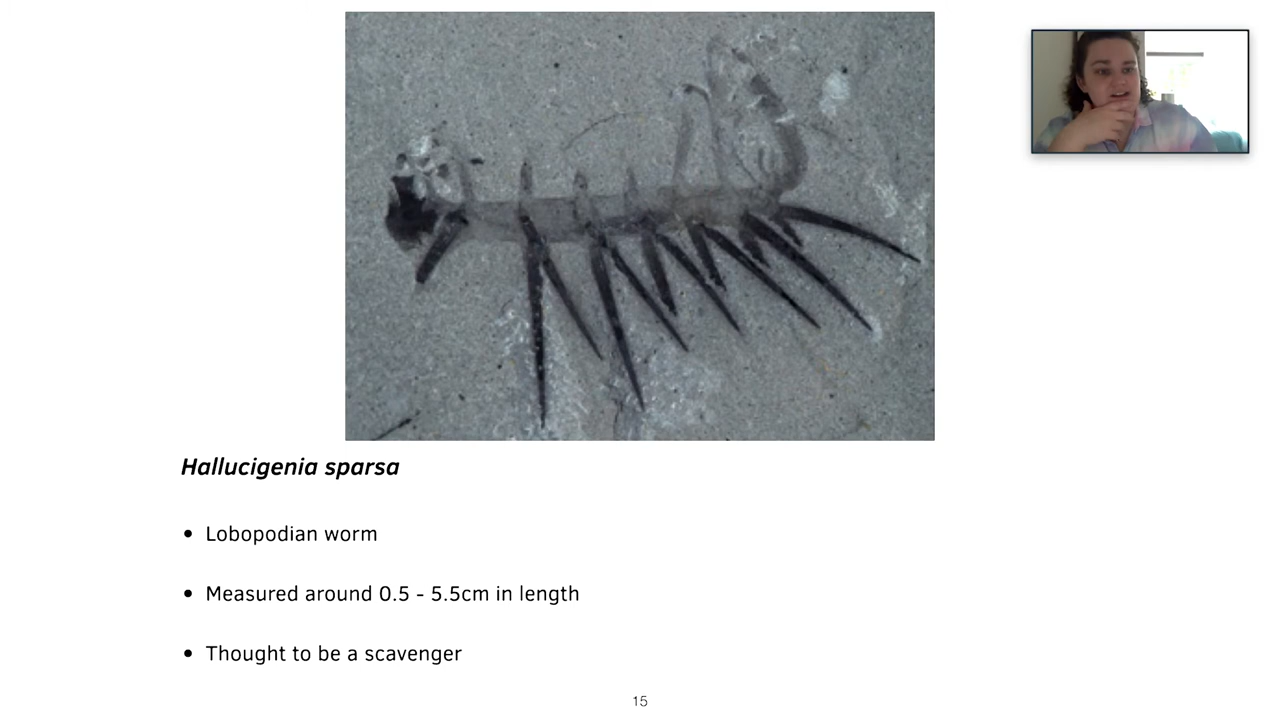 Hallucigenia sparsa
• Lobopodian worm
• Measured around 0.5 - 5.5cm in length
• Thought to be a scavenger
15